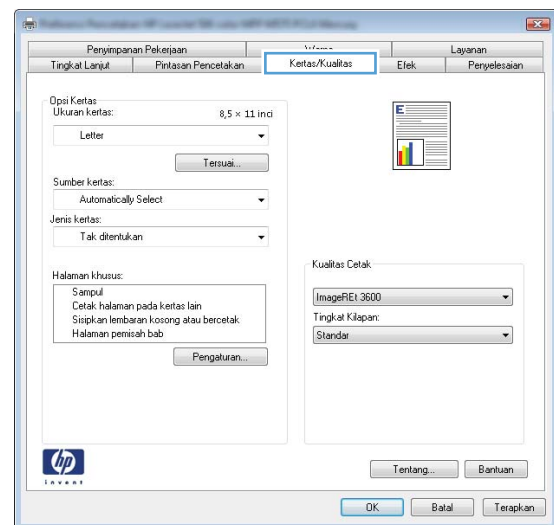 Penyimpanan Pekerjaan
Warna
Layanan
Tingkat Lanjut
Pintasan Pencetakan
Kertas/Kualitas
Efek
Penyelesaian
Opsi Kertas
Ukuran kertas:
8,5 × 11 inci
Letter
Tersuai...
Sumber kertas:
Automatically Select
Jenis kertas:
Tak ditentukan
Halaman khusus:
Sampul
Cetak halaman pada kertas lain
Sisipkan lembaran kosong atau bercetak
Halaman pemisah bab
Pengaturan...
E
Kualitas Cetak
ImageREt 3600
Tingkat Kilapan:
Standar
hp
invent
Tentang...
Bantuan
OK
Batal
Terapkan